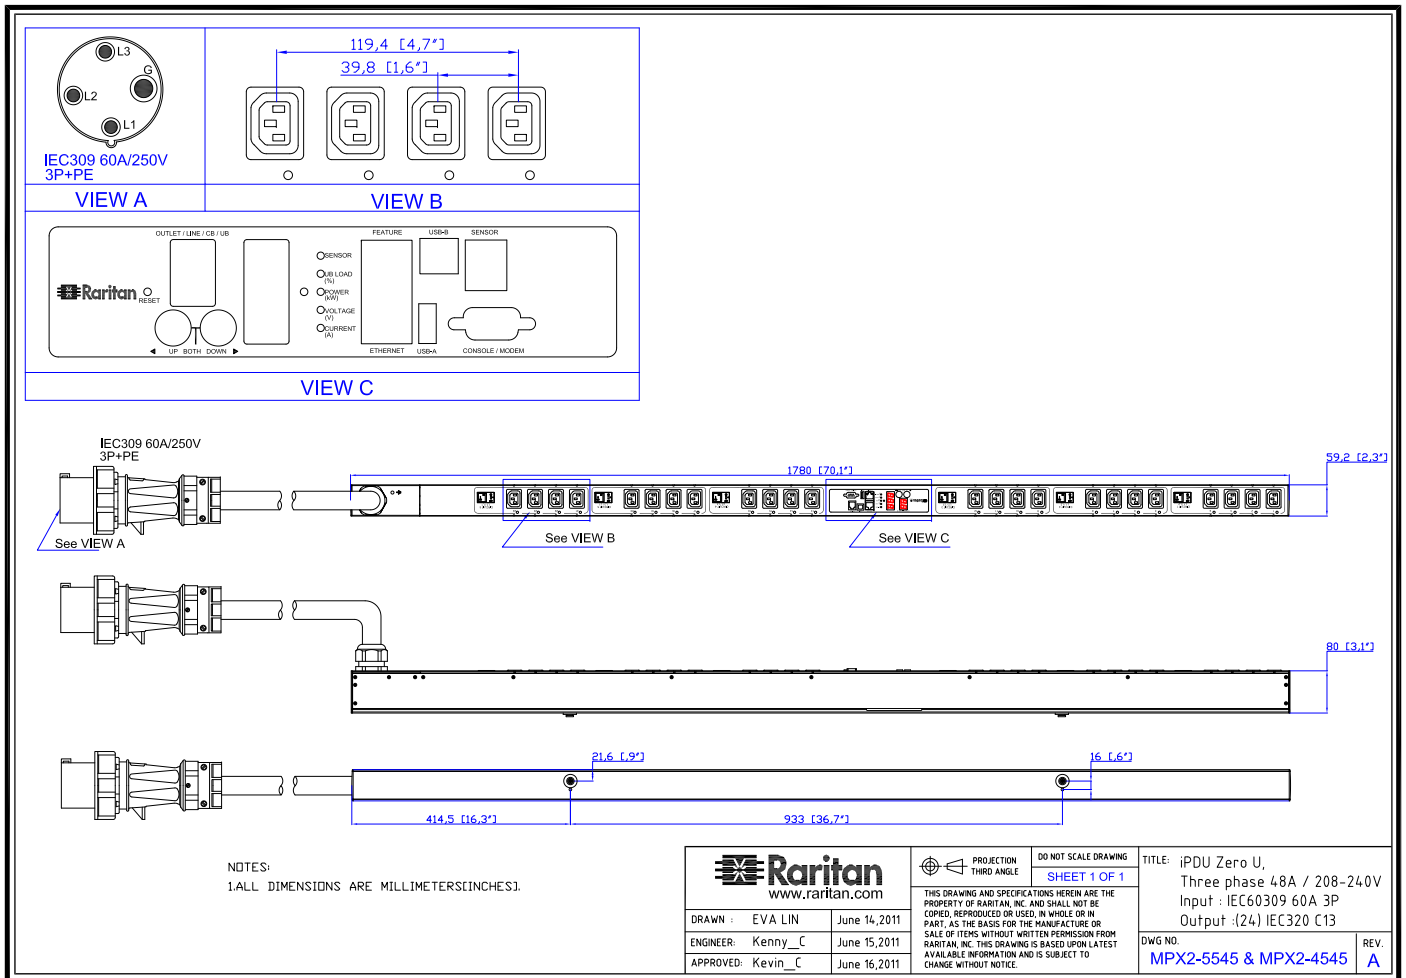 L3
G
L2
L1
IEC309 60A/250V
3P+PE
VIEW A
119,4 [4,7"]
39,8 [1,6"]
VIEW B
OUTLET / LINE / CB / UB
FEATURE
USB-B
SENSOR
Raritan
RESET
SENSOR
UB LOAD
(%)
POWER
(kW)
VOLTAGE
(V)
CURRENT
(A)
UP BOTH DOWN
ETHERNET
USB-A
CONSOLE / MODEM
VIEW C
IEC309 60A/250V
3P+PE
1780 [70,1"]
59,2 [2,3"]
See VIEW A
See VIEW B
See VIEW C
80 [3,1"]
21,6 [,9"]
16 [,6"]
414,5 [16,3"]
933 [36,7"]
NOTES:
1.ALL DIMENSIONS ARE MILLIMETERS[INCHES].
Raritan
www.raritan.com
DRAWN : EVA LIN June 14,2011
ENGINEER: Kenny_C June 15,2011
APPROVED: Kevin_C June 16,2011
PROJECTION
THIRD ANGLE
DO NOT SCALE DRAWING
SHEET 1 OF 1
THIS DRAWING AND SPECIFICATIONS HEREIN ARE THE
PROPERTY OF RARITAN, INC. AND SHALL NOT BE
COPIED, REPRODUCED OR USED, IN WHOLE OR IN
PART, AS THE BASIS FOR THE MANUFACTURE OR
SALE OF ITEMS WITHOUT WRITTEN PERMISSION FROM
RARITAN, INC. THIS DRAWING IS BASED UPON LATEST
AVAILABLE INFORMATION AND IS SUBJECT TO
CHANGE WITHOUT NOTICE.
TITLE: iPDU Zero U,
Three phase 48A / 208-240V
Input : IEC60309 60A 3P
Output :(24) IEC320 C13
DWG NO.
MPX2-5545 & MPX2-4545
REV.
A